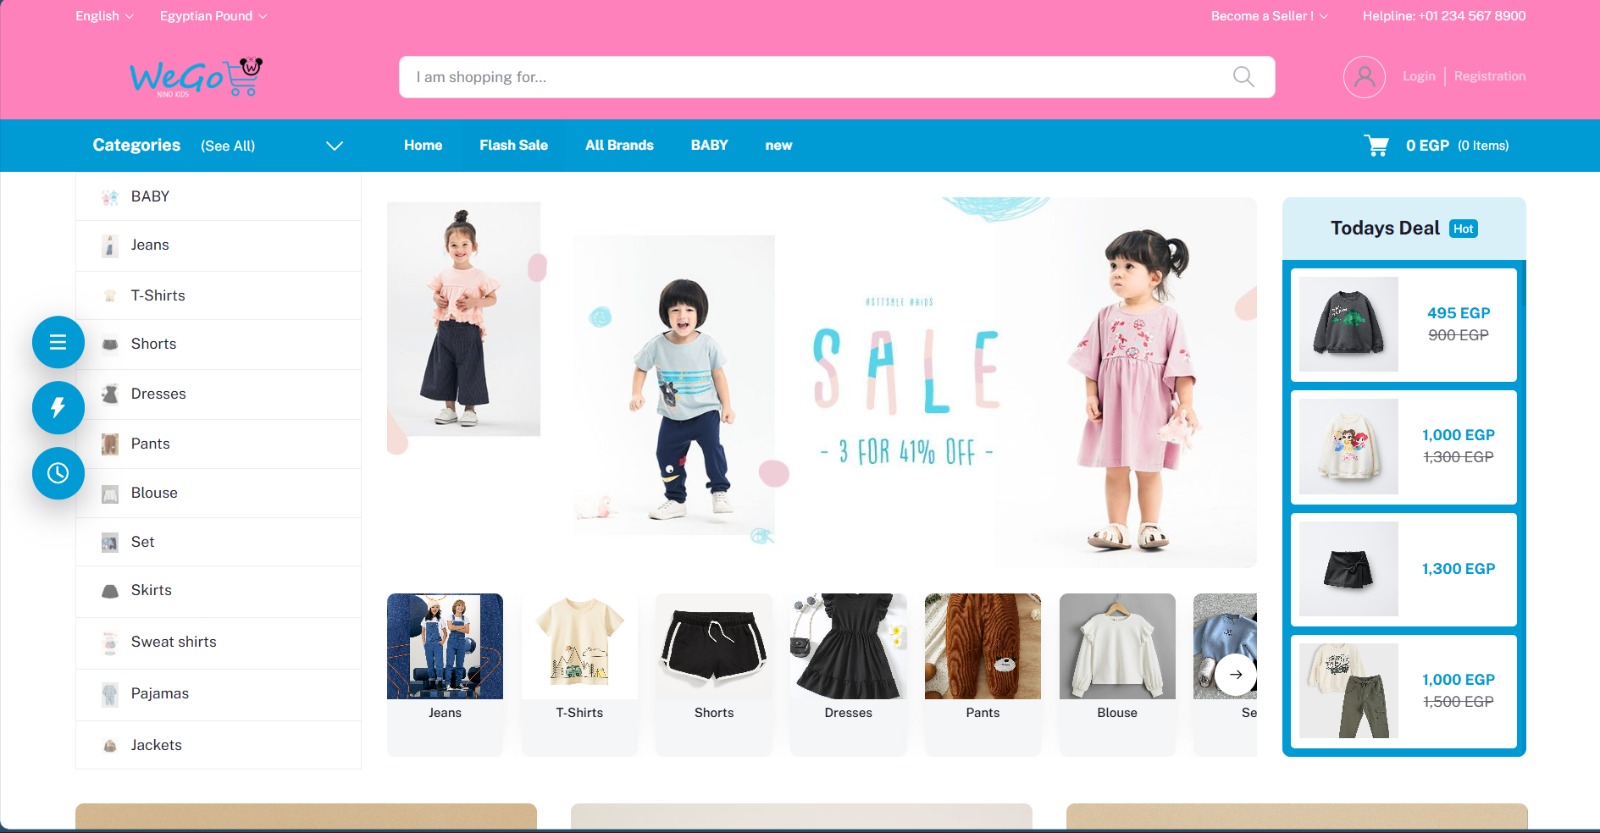 English
Egyptian Pound
Become a Seller !
Helpline: +01 234 567 8900
WeGo
W
NINO KIDS
I am shopping for...
Login
Registration
Categories (See All)
Home
Flash Sale
All Brands
BABY
new
0 EGP (0 Items)
BABY
Jeans
T-Shirts
Shorts
Dresses
Pants
Blouse
Set
Skirts
Sweat shirts
Pajamas
Jackets
SALE
- 3 FOR 41% OFF -
Jeans
T-Shirts
Shorts
Dresses
Pants
Blouse
Se
Todays Deal Hot
495 EGP
900 EGP
1,000 EGP
1,300 EGP
1,300 EGP
1,000 EGP
1,500 EGP